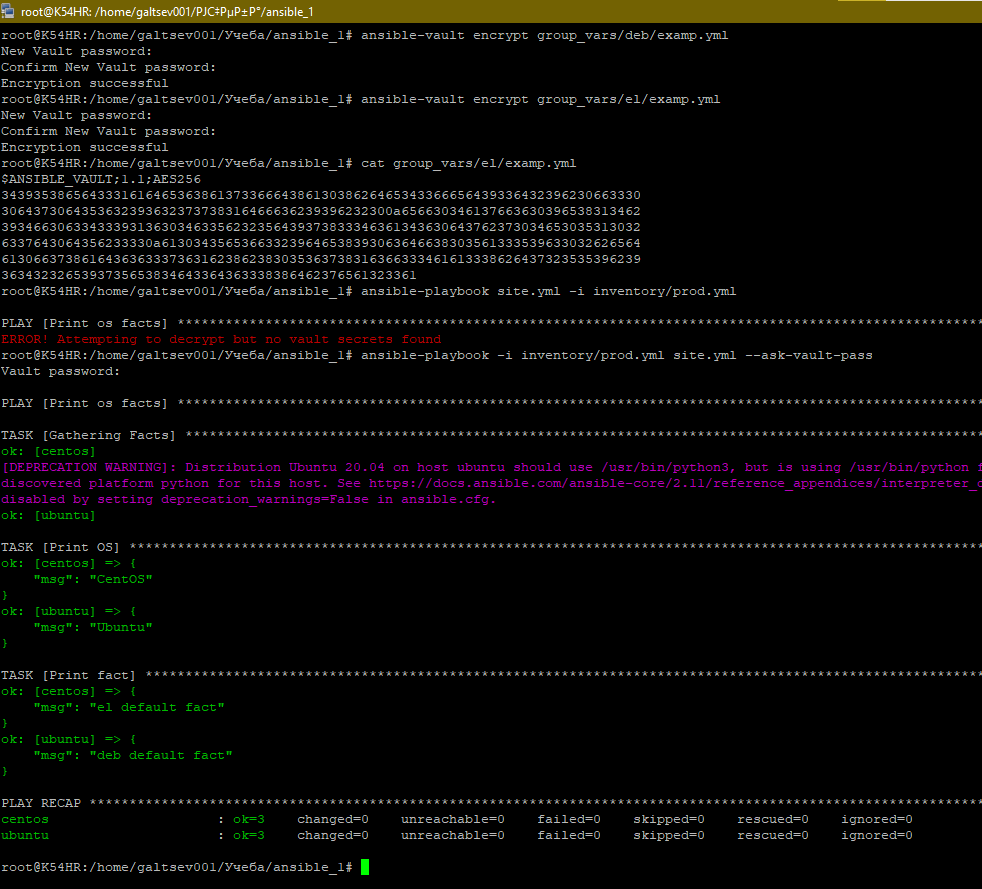 root@K54HR: /home/galtsev001/РЈС‡РµР±Р°/ansible_1
root@K54HR:/home/galtsev001/Учеба/ansible_1# ansible-vault encrypt group_vars/deb/examp.yml
New Vault password:
Confirm New Vault password:
Encryption successful
root@K54HR:/home/galtsev001/Учеба/ansible_1# ansible-vault encrypt group_vars/el/examp.yml
New Vault password:
Confirm New Vault password:
Encryption successful
root@K54HR:/home/galtsev001/Учеба/ansible_1# cat group_vars/el/examp.yml
$ANSIBLE_VAULT;1.1;AES256
34393538656433316164653638613733666438613038626465343366656439336432396230663330
3064373064353632393632373738316466636239396232300a656630346137663630396538313462
39346630633433393136303463356232356439373833346361343630643762373034653035313032
6337643064356233330a613034356536633239646538393063646638303561333539633032626564
61306637386164363633373631623862383035363738316366333461613338626437323535396239
3634323265393735653834643364363338386462376561323361
root@K54HR:/home/galtsev001/Учеба/ansible_1# ansible-playbook site.yml -i inventory/prod.yml
PLAY [Print os facts] *****************************************************************************************************
ERROR! Attempting to decrypt but no vault secrets found
root@K54HR:/home/galtsev001/Учеба/ansible_1# ansible-playbook -i inventory/prod.yml site.yml --ask-vault-pass
Vault password:
PLAY [Print os facts] *****************************************************************************************************
TASK [Gathering Facts] ****************************************************************************************************
ok: [centos]
[DEPRECATION WARNING]: Distribution Ubuntu 20.04 on host ubuntu should use /usr/bin/python3, but is using /usr/bin/python f
discovered platform python for this host. See https://docs.ansible.com/ansible-core/2.11/reference_appendices/interpreter_d
disabled by setting deprecation_warnings=False in ansible.cfg.
ok: [ubuntu]
TASK [Print OS] ***********************************************************************************************************
ok: [centos] => {
"msg": "CentOS"
}
ok: [ubuntu] => {
"msg": "Ubuntu"
}
TASK [Print fact] *********************************************************************************************************
ok: [centos] => {
"msg": "el default fact"
}
ok: [ubuntu] => {
"msg": "deb default fact"
}
PLAY RECAP ****************************************************************************************************************
centos : ok=3 changed=0 unreachable=0 failed=0 skipped=0 rescued=0 ignored=0
ubuntu : ok=3 changed=0 unreachable=0 failed=0 skipped=0 rescued=0 ignored=0
root@K54HR:/home/galtsev001/Учеба/ansible_1#